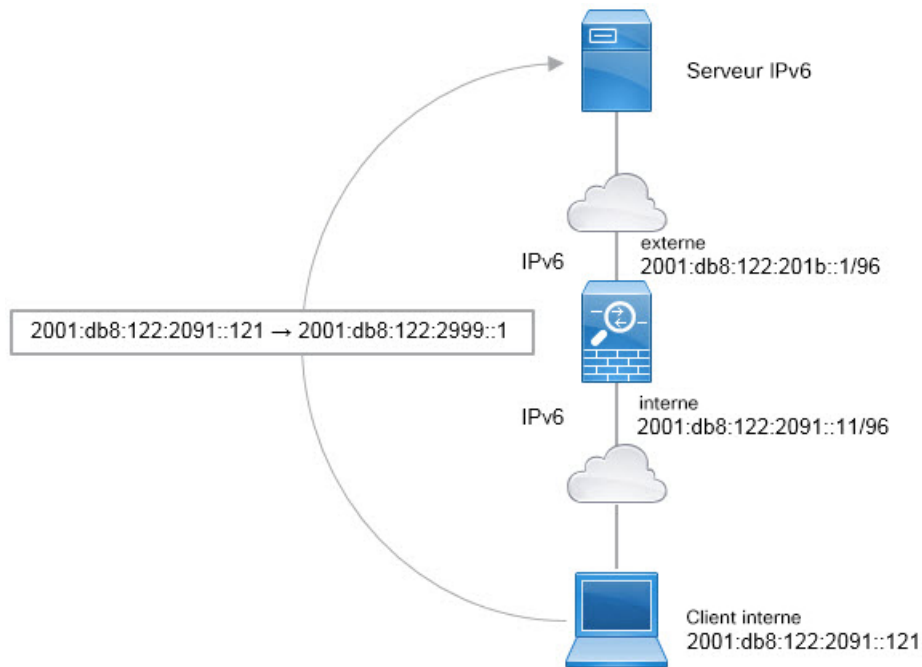 Serveur IPv6
externe
IPv6
2001:db8:122:201b::1/96
2001:db8:122:2091::121 → 2001:db8:122:2999::1
interne
IPv6
2001:db8:122:2091::11/96
Client interne
2001:db8:122:2091::121